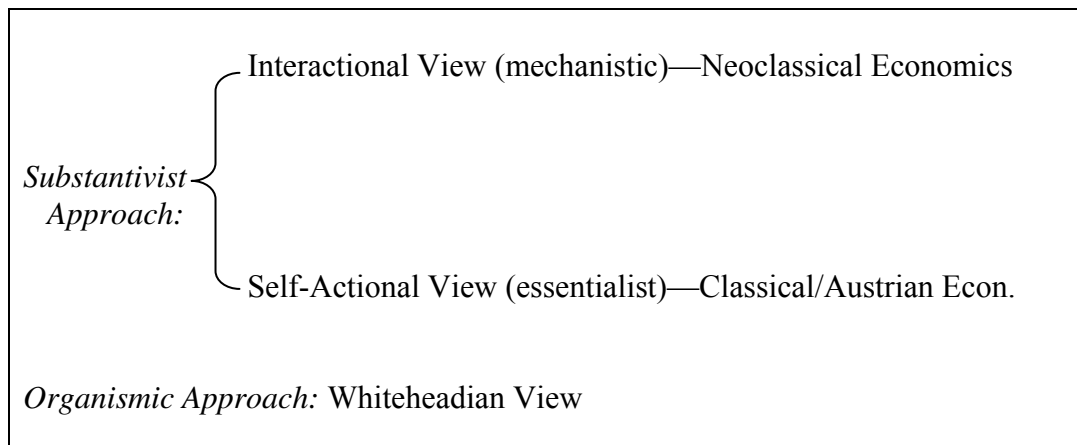 Interactional View (mechanistic)—Neoclassical Economics
Substantivist
Approach:
Self-Actional View (essentialist)—Classical/Austrian Econ.
Organismic Approach: Whiteheadian View